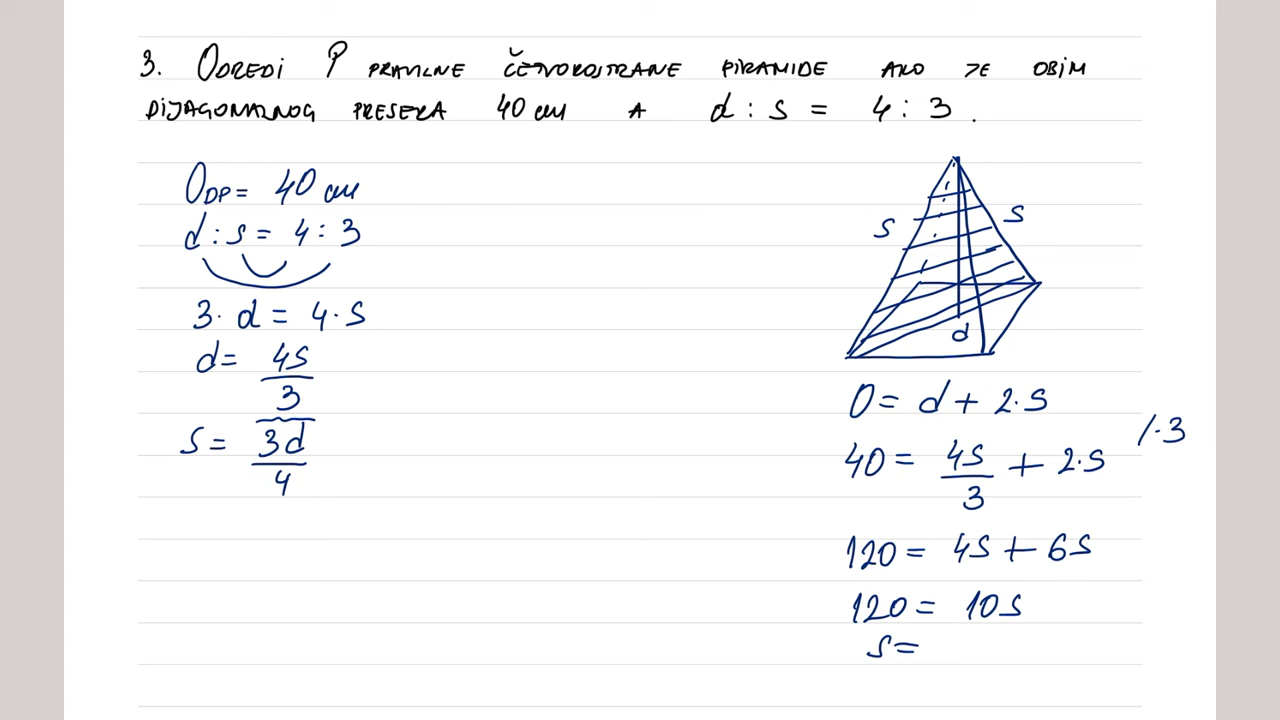 3. ODREDI P PRAVILNE ČETVOROSTRANE PIRAMIDE AKO JE OBIM
DIJAGONALNOG PRESEKA 40 cm A d : s = 4 : 3 .
O_DP = 40 cm
d : s = 4 : 3
3 · d = 4 · s
d = 4s/3
s = 3d/4
s s
d
O = d + 2 · s
40 = 4s/3 + 2 · s / · 3
120 = 4s + 6s
120 = 10s
s =